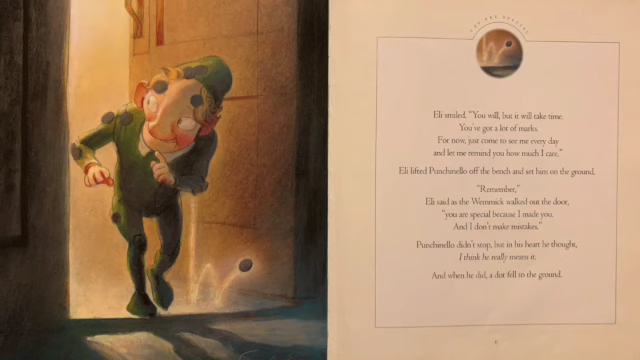 YOU ARE SPECIAL
Eli smiled. "You will, but it will take time.
You've got a lot of marks.
For now, just come to see me every day
and let me remind you how much I care."
Eli lifted Punchinello off the bench and set him on the ground.
"Remember,"
Eli said as the Wemmick walked out the door,
"you are special because I made you.
And I don't make mistakes."
Punchinello didn't stop, but in his heart he thought,
I think he really means it.
And when he did, a dot fell to the ground.